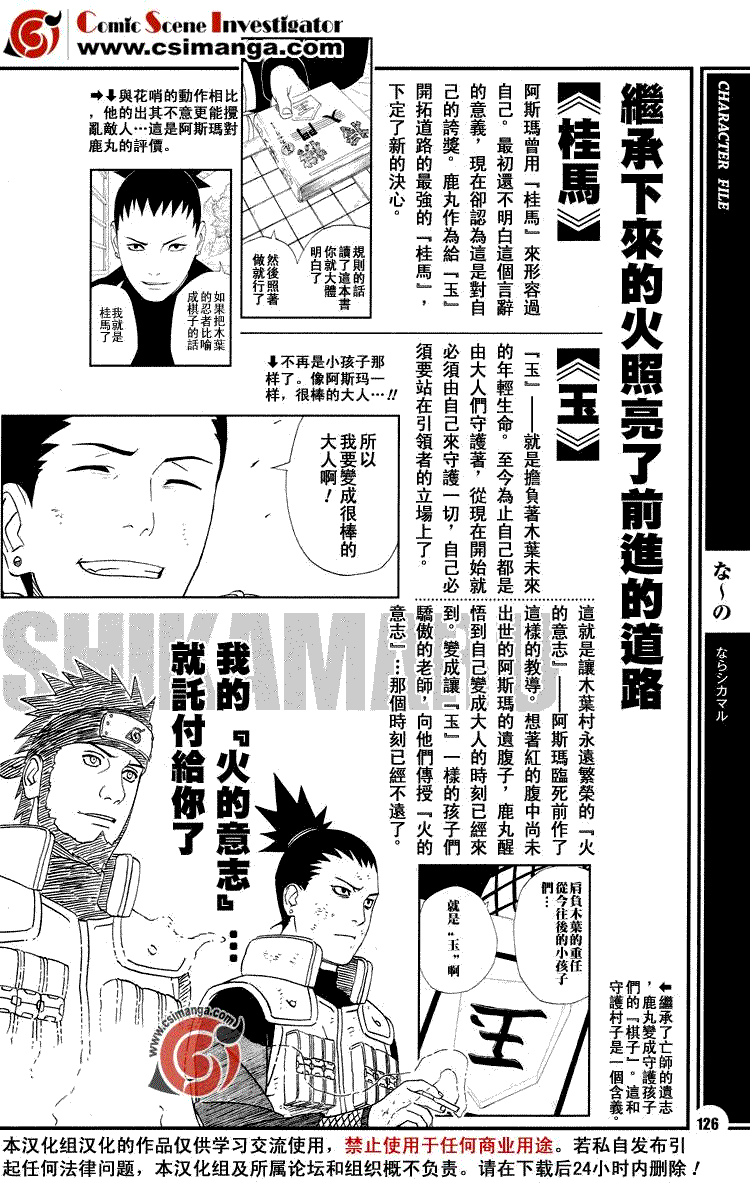 Comic Scene Investigator
www.csimanga.com
CHARACTER FILE
な～の
ならシカマル
繼承下來的火照亮了前進的道路
《桂馬》
阿斯瑪曾用『桂馬』來形容過
自己。最初還不明白這個言辭
的意義，現在卻認為這是對自
己的誇獎。鹿丸作為給『玉』
開拓道路的最強的『桂馬』，
下定了新的決心。
規則的話
讀了這本書
你就大體
明白了
然後照著
做就行了
➡⬇與花哨的動作相比
，他的出其不意更能攪
亂敵人…這是阿斯瑪對
鹿丸的評價。
如果把木葉
的忍者比喻
成棋子的話
我就是
桂馬了
《玉》
『玉』——就是擔負著木葉未來
的年輕生命。至今為止自己都是
由大人們守護著，從現在開始就
必須由自己來守護一切，自己必
須要站在引領者的立場上了。
⬇不再是小孩子那
样了。像阿斯玛一
样，很棒的大人…!!
所以
我要變成很棒的
大人啊！
這就是讓木葉村永遠繁榮的『火
的意志』——阿斯瑪臨死前作了
這樣的教導。想著紅的腹中尚未
出世的阿斯瑪的遺腹子，鹿丸醒
悟到自己變成大人的時刻已經來
到。變成讓『玉』一樣的孩子們
驕傲的老師，向他們傳授『火的
意志』…那個時刻已經不遠了。
SHIKAMARU
我的『火的意志』…
就託付給你了
肩負木葉的重任
從今往後的小孩子
們…
就是“玉”啊
王
⬅繼承了亡師的遺志
，鹿丸變成守護孩子
們的『棋子』。這和
守護村子是一個含義。
www.csimanga.com
126
本汉化组汉化的作品仅供学习交流使用，禁止使用于任何商业用途。若私自发布引
起任何法律问题，本汉化组及所属论坛和组织概不负责。请在下载后24小时内删除！